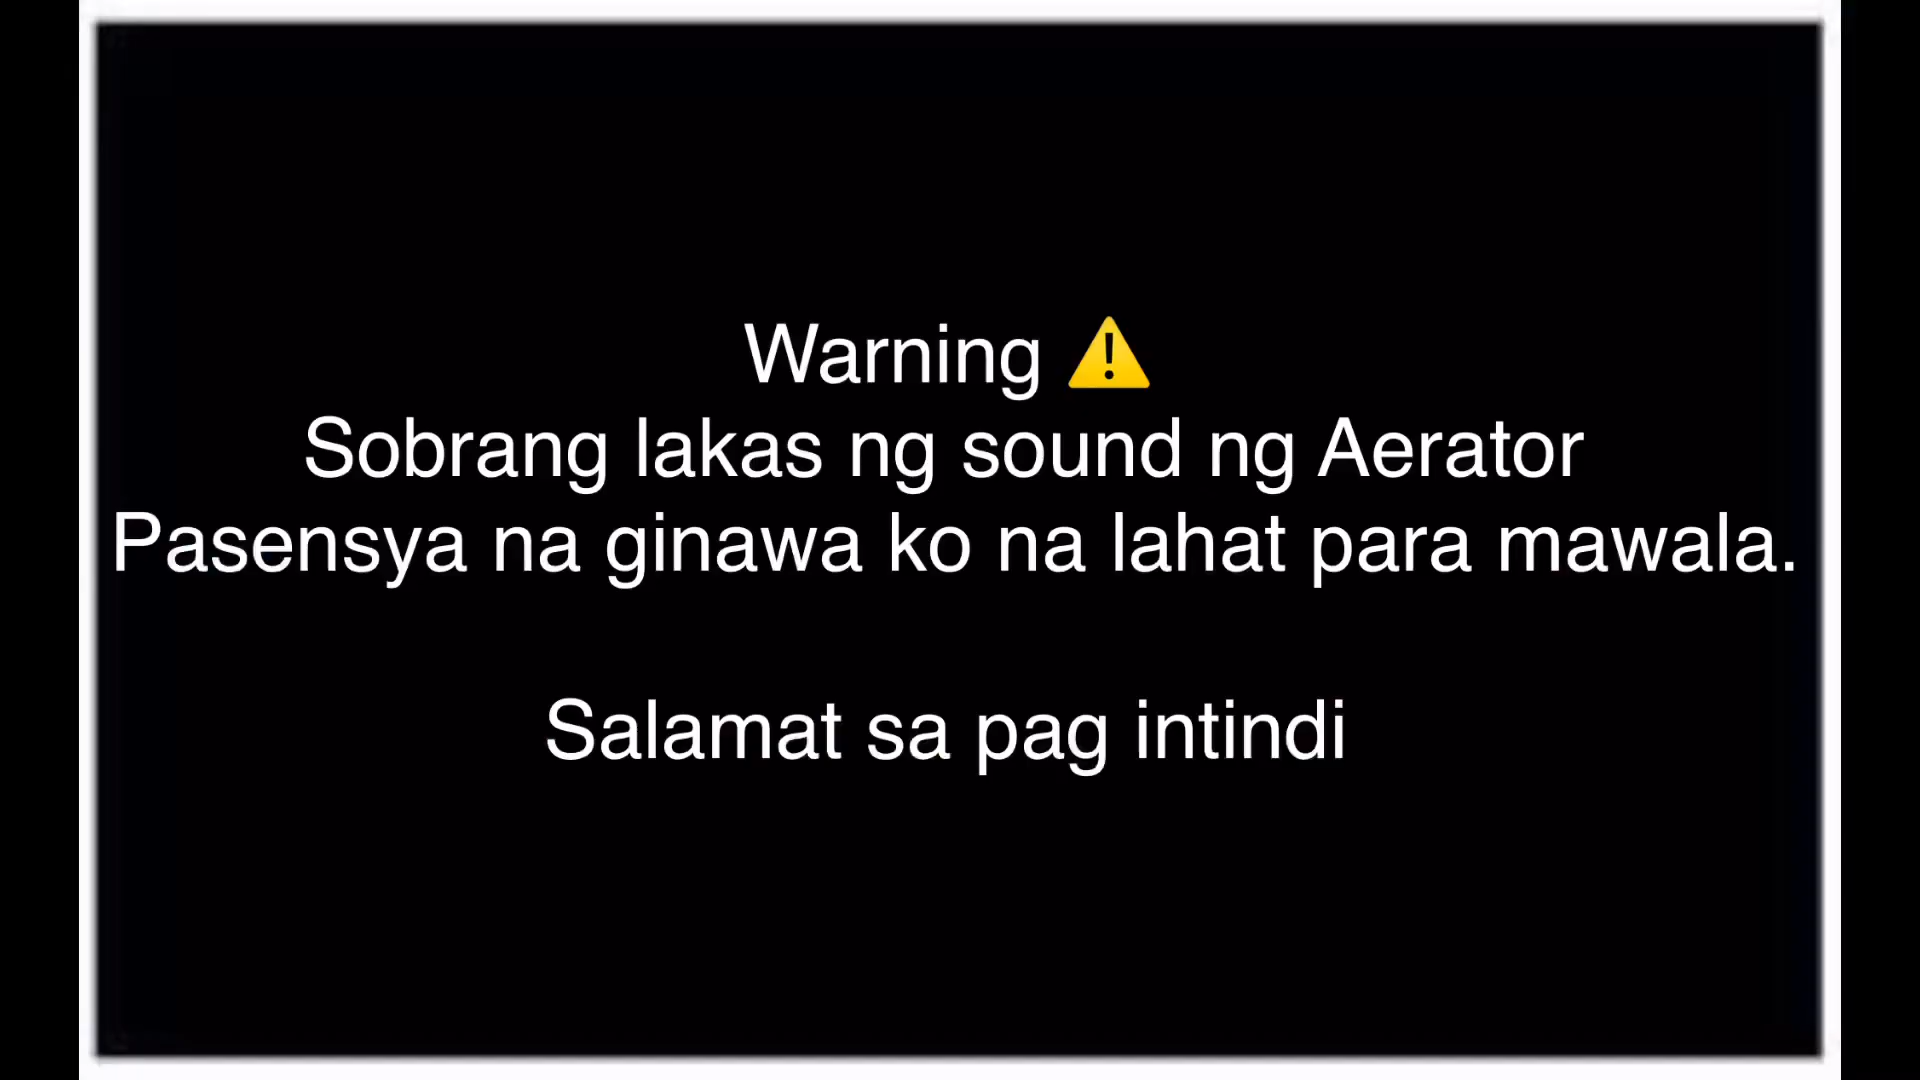 Warning ⚠️
Sobrang lakas ng sound ng Aerator
Pasensya na ginawa ko na lahat para mawala.
Salamat sa pag intindi